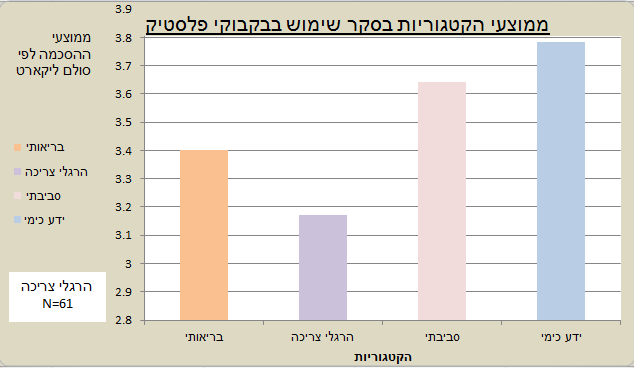 ממוצעי הקטגוריות בסקר שימוש בבקבוקי פלסטיק
ממוצעי
ההסכמה לפי
סולם ליקארט
3.9
3.8
3.7
3.6
3.5
3.4
3.3
3.2
3.1
3
2.9
2.8
בריאותי
הרגלי צריכה
סביבתי
ידע כימי
הרגלי צריכה
N=61
בריאותי
הרגלי צריכה
סביבתי
ידע כימי
הקטגוריות